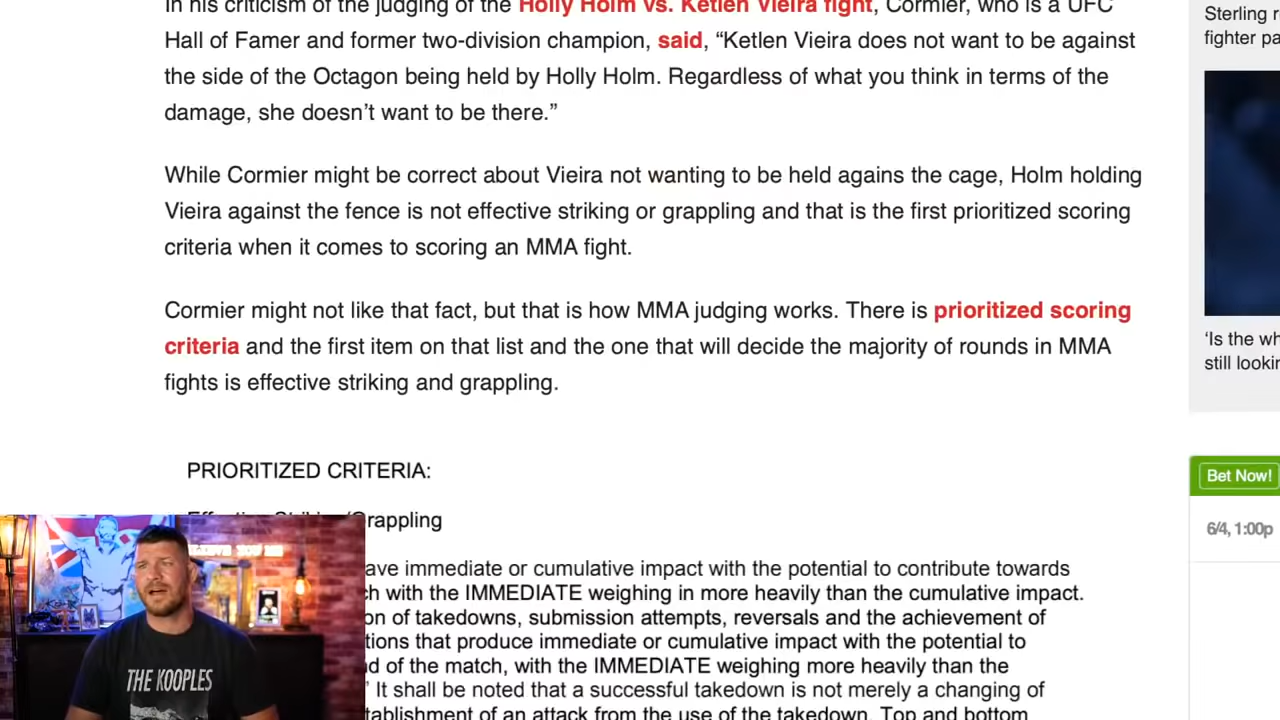 In his criticism of the judging of the Holly Holm vs. Ketlen Vieira fight, Cormier, who is a UFC
Hall of Famer and former two-division champion, said, “Ketlen Vieira does not want to be against
the side of the Octagon being held by Holly Holm. Regardless of what you think in terms of the
damage, she doesn’t want to be there.”
While Cormier might be correct about Vieira not wanting to be held agains the cage, Holm holding
Vieira against the fence is not effective striking or grappling and that is the first prioritized scoring
criteria when it comes to scoring an MMA fight.
Cormier might not like that fact, but that is how MMA judging works. There is prioritized scoring
criteria and the first item on that list and the one that will decide the majority of rounds in MMA
fights is effective striking and grappling.
PRIORITIZED CRITERIA:
Effective Striking/Grappling
ave immediate or cumulative impact with the potential to contribute towards
ch with the IMMEDIATE weighing in more heavily than the cumulative impact.
on of takedowns, submission attempts, reversals and the achievement of
tions that produce immediate or cumulative impact with the potential to
d of the match, with the IMMEDIATE weighing more heavily than the
” It shall be noted that a successful takedown is not merely a changing of
tablishment of an attack from the use of the takedown. Top and bottom
THE KOOPLES
Sterling r
fighter pa
‘Is the wh
still lookin
Bet Now!
6/4, 1:00p